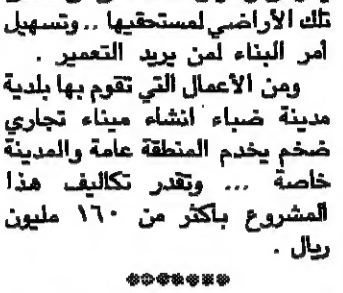 تلك الأراضي لمستحقيها .. وتسهيل
أمر البناء لمن يريد التعمير .
ومن الأعمال التي تقوم بها بلدية
مدينة ضباء انشاء ميناء تجاري
ضخم يخدم المنطقة عامة والمدينة
خاصة ... وتقدر تكاليف هذا
المشروع بأكثر من ١٦٠ مليون
ريال .